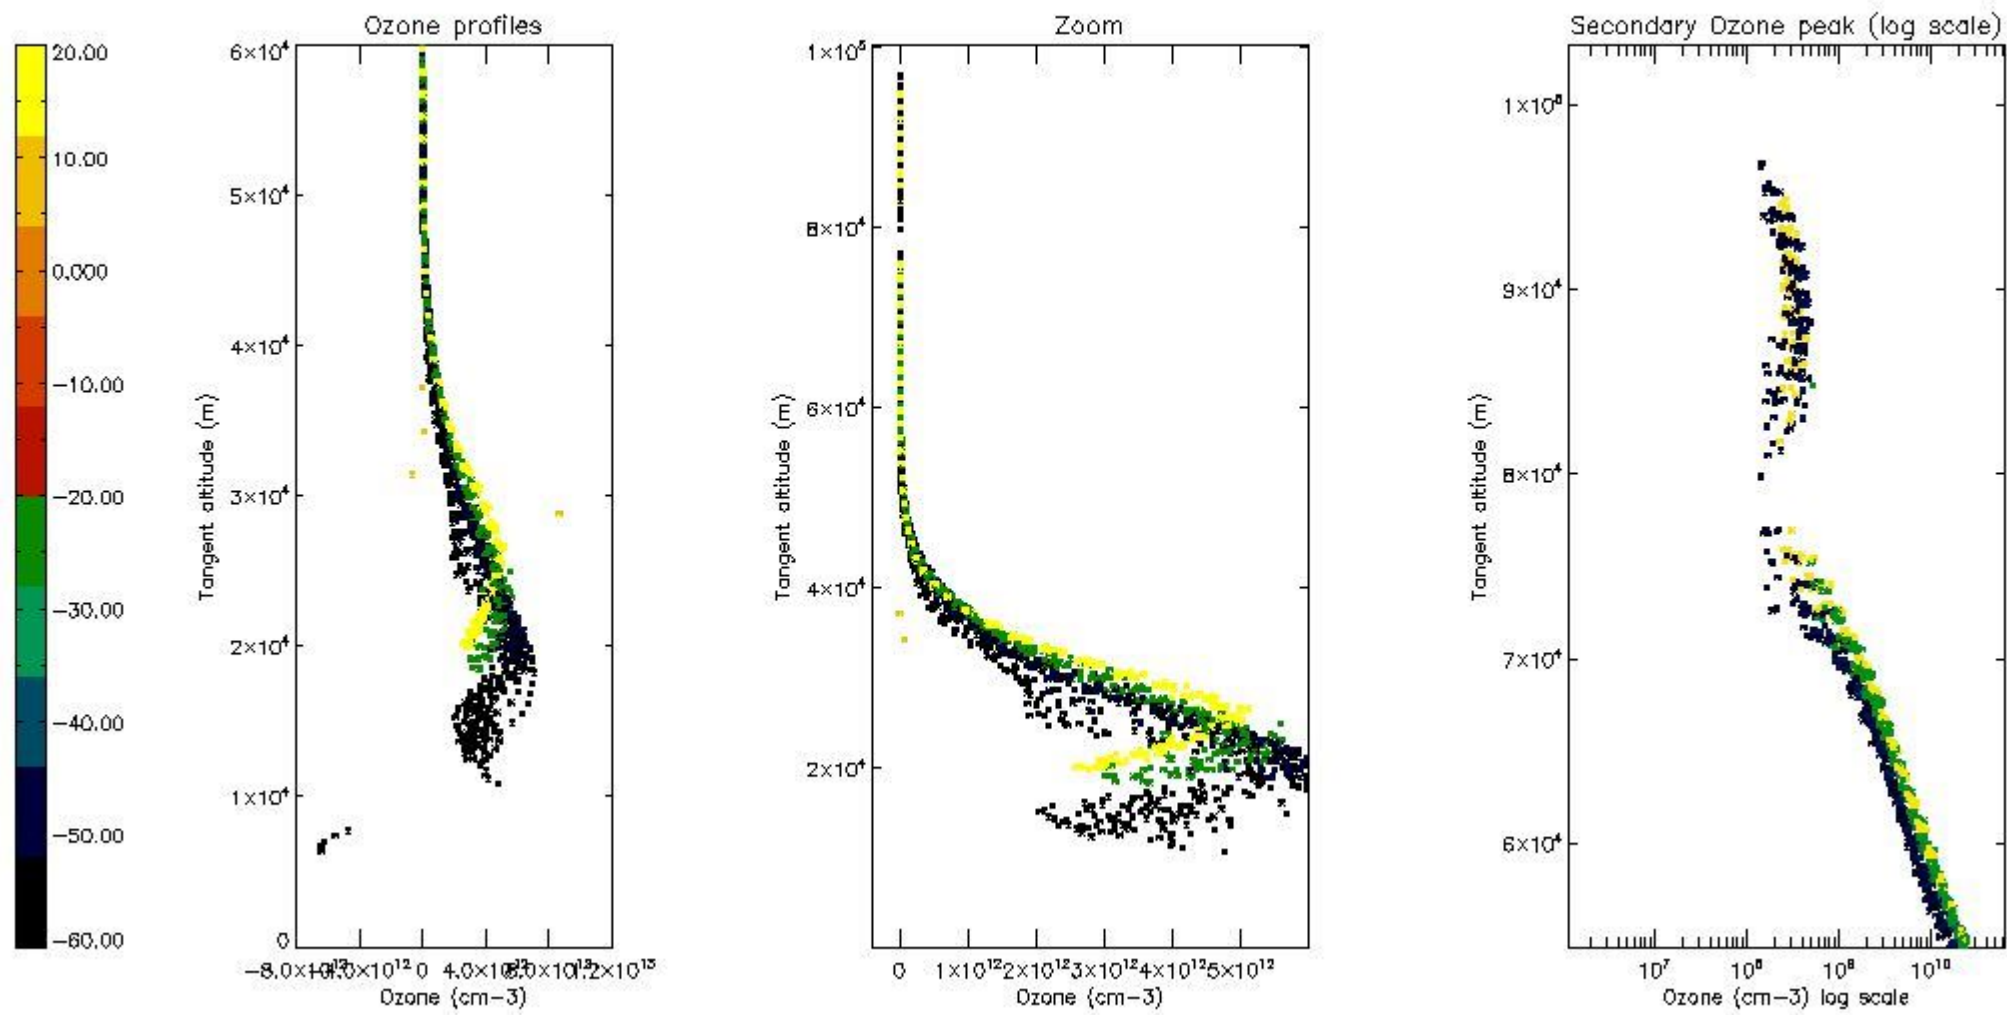 Ozone profiles
Zoom
Secondary Ozone peak (log scale)
20.00
10.00
0.000
−10.00
−20.00
−30.00
−40.00
−50.00
−60.00
6×10⁴
5×10⁴
4×10⁴
3×10⁴
2×10⁴
1×10⁴
0
Tangent altitude (m)
0
Ozone (cm−3)
1×10⁵
8×10⁴
6×10⁴
4×10⁴
2×10⁴
Tangent altitude (m)
0 1×10¹² 2×10¹² 3×10¹² 4×10¹² 5×10¹²
Ozone (cm−3)
9×10⁴
8×10⁴
7×10⁴
6×10⁴
Tangent altitude (m)
10⁷ 10⁸ 10⁹ 10¹⁰
Ozone (cm−3) log scale